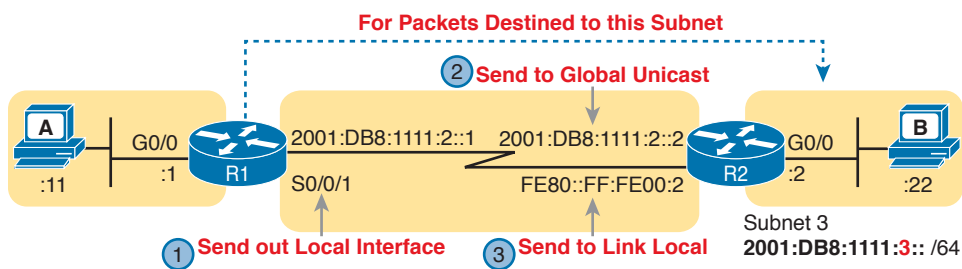 For Packets Destined to this Subnet
2 Send to Global Unicast
A
B
G0/0
2001:DB8:1111:2::1
2001:DB8:1111:2::2
G0/0
:11
:1
R1
S0/0/1
FE80::FF:FE00:2
R2
:2
:22
1 Send out Local Interface
3 Send to Link Local
Subnet 3
2001:DB8:1111:3:: /64